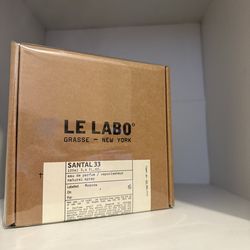 LE LABO
GRASSE — NEW YORK
SANTAL 33
100ml 3.4 fl.oz
eau de parfum / vaporisateur
natural spray
Labeled
On
For